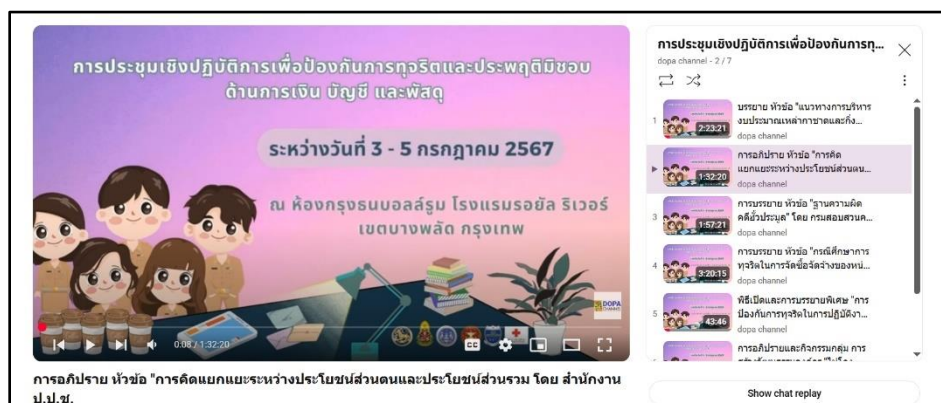 การประชุมเชิงปฏิบัติการเพื่อป้องกันการทุจริตและประพฤติมิชอบ
ด้านการเงิน บัญชี และพัสดุ
ระหว่างวันที่ 3 - 5 กรกฎาคม 2567
ณ ห้องกรุงธนบอลล์รูม โรงแรมรอยัล ริเวอร์
เขตบางพลัด กรุงเทพ
DOPA
CHANNEL
0:08 / 1:32:20
CC
การอภิปราย หัวข้อ "การคิดแยกแยะระหว่างประโยชน์ส่วนตนและประโยชน์ส่วนรวม โดย สำนักงาน
ป.ป.ช.
การประชุมเชิงปฏิบัติการเพื่อป้องกันการทุ...
dopa channel - 2 / 7
1
2:23:21
บรรยาย หัวข้อ "แนวทางการบริหาร
งบประมาณเหล่ากาชาดและกิ่ง...
dopa channel
1:32:20
การอภิปราย หัวข้อ "การคิด
แยกแยะระหว่างประโยชน์ส่วนตน...
dopa channel
3
1:57:21
การบรรยาย หัวข้อ "ฐานความผิด
คดีฮั้วประมูล" โดย กรมสอบสวนค...
dopa channel
4
3:20:15
การบรรยาย หัวข้อ "กรณีศึกษาการ
ทุจริตในการจัดซื้อจัดจ้างของหน่...
dopa channel
5
43:46
พิธีเปิดและการบรรยายพิเศษ "การ
ป้องกันการทุจริตในการปฏิบัติงา...
dopa channel
การอภิปรายและกิจกรรมกลุ่ม การ
Show chat replay